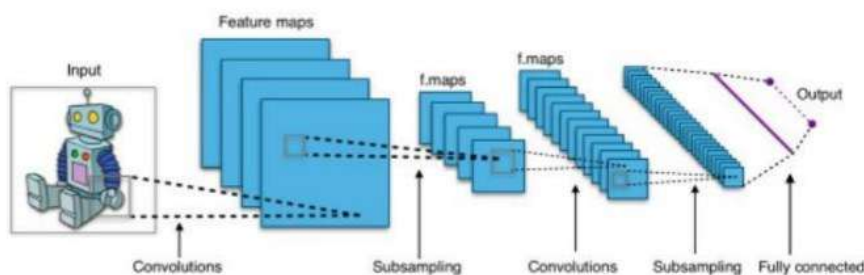 Feature maps
Input
f.maps
f.maps
Output
Convolutions
Subsampling
Convolutions
Subsampling
Fully connected